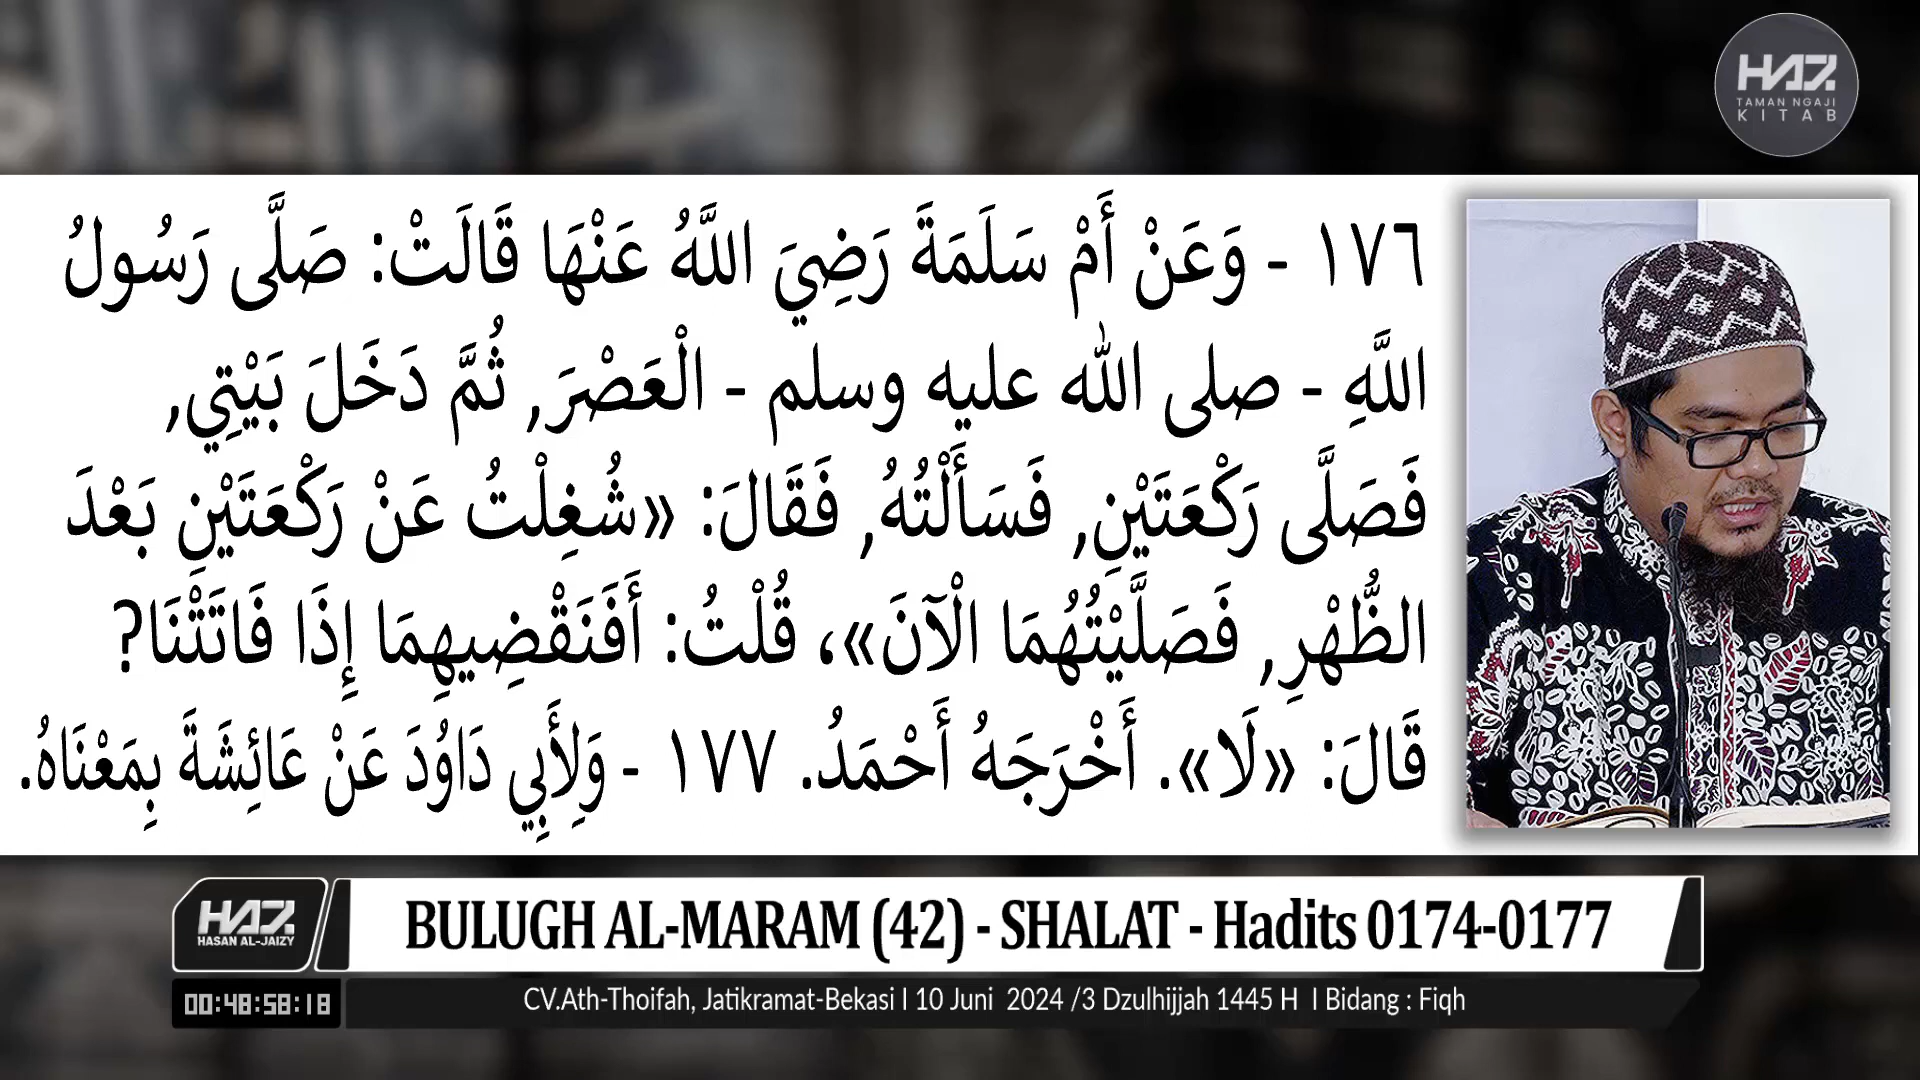 HAZ.
TAMAN NGAJI
KITAB
١٧٦ - وَعَنْ أُمِّ سَلَمَةَ رَضِيَ اللَّهُ عَنْهَا قَالَتْ: صَلَّى رَسُولُ
اللَّهِ - صلى الله عليه وسلم - الْعَصْرَ, ثُمَّ دَخَلَ بَيْتِي,
فَصَلَّى رَكْعَتَيْنِ, فَسَأَلْتُهُ, فَقَالَ: «شُغِلْتُ عَنْ رَكْعَتَيْنِ بَعْدَ
الظُّهْرِ, فَصَلَّيْتُهُمَا الْآنَ»، قُلْتُ: أَفَنَقْضِيهِمَا إِذَا فَاتَتْنَا?
قَالَ: «لَا». أَخْرَجَهُ أَحْمَدُ. ١٧٧ - وَلِأَبِي دَاوُدَ عَنْ عَائِشَةَ بِمَعْنَاهُ.
HAZ.
HASAN AL-JAIZY
BULUGH AL-MARAM (42) - SHALAT - Hadits 0174-0177
00:48:58:18
CV.Ath-Thoifah, Jatikramat-Bekasi I 10 Juni 2024 /3 Dzulhijjah 1445 H I Bidang : Fiqh